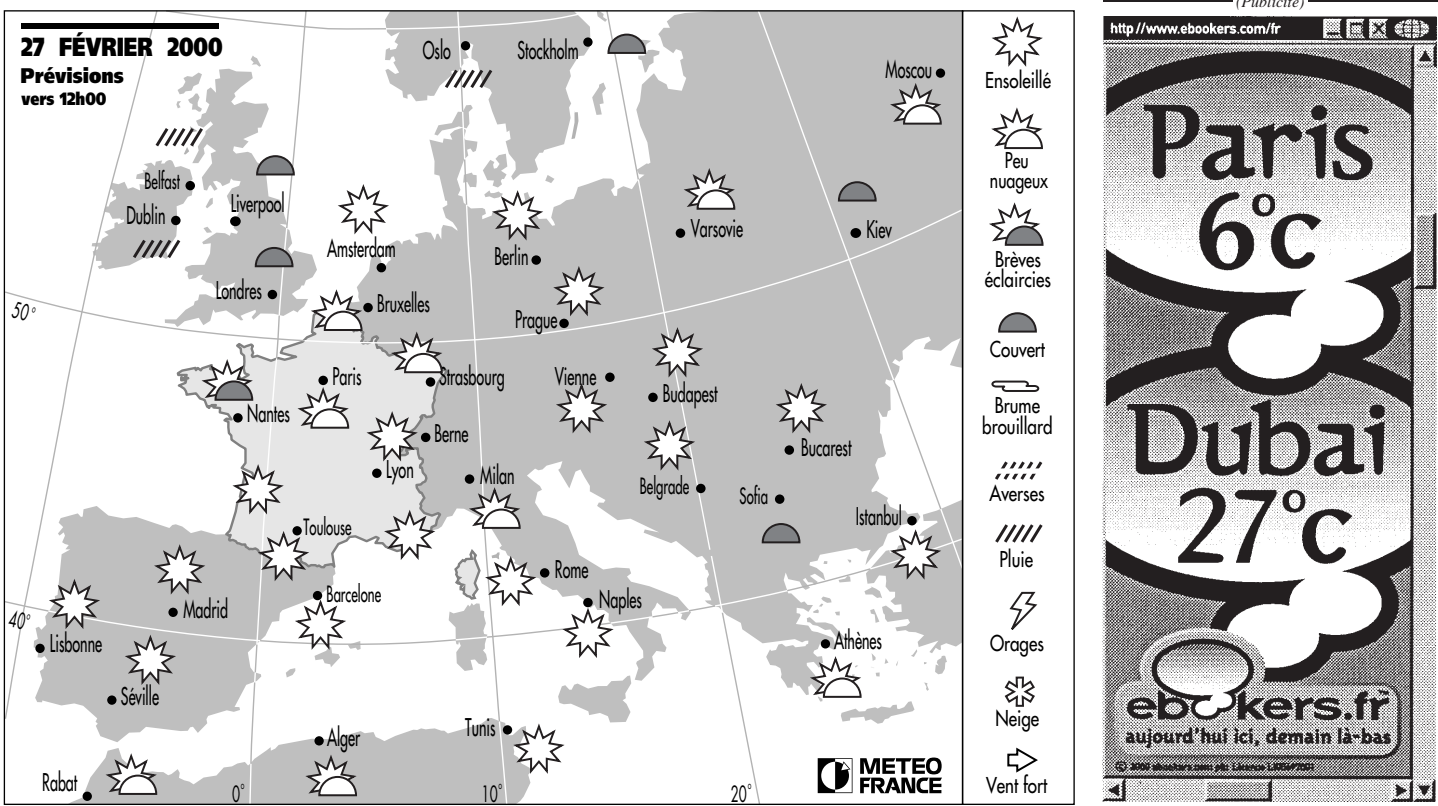 (Publicité)
27 FÉVRIER 2000
Prévisions
vers 12h00
Oslo
Stockholm
Moscou
Belfast
Dublin
Liverpool
Amsterdam
Berlin
Varsovie
Kiev
Londres
Bruxelles
Prague
50°
Paris
Strasbourg
Vienne
Budapest
Nantes
Berne
Lyon
Milan
Bucarest
Belgrade
Sofia
Istanbul
Toulouse
Rome
Barcelone
Naples
Madrid
40°
Lisbonne
Athènes
Séville
Alger
Tunis
Rabat
0°
10°
20°
METEO
FRANCE
Ensoleillé
Peu
nuageux
Brèves
éclaircies
Couvert
Brume
brouillard
Averses
Pluie
Orages
Neige
Vent fort
http://www.ebookers.com/fr
Paris
6°c
Dubai
27°c
ebookers.fr
aujourd'hui ici, demain là-bas
© 2000 ebookers.com plc